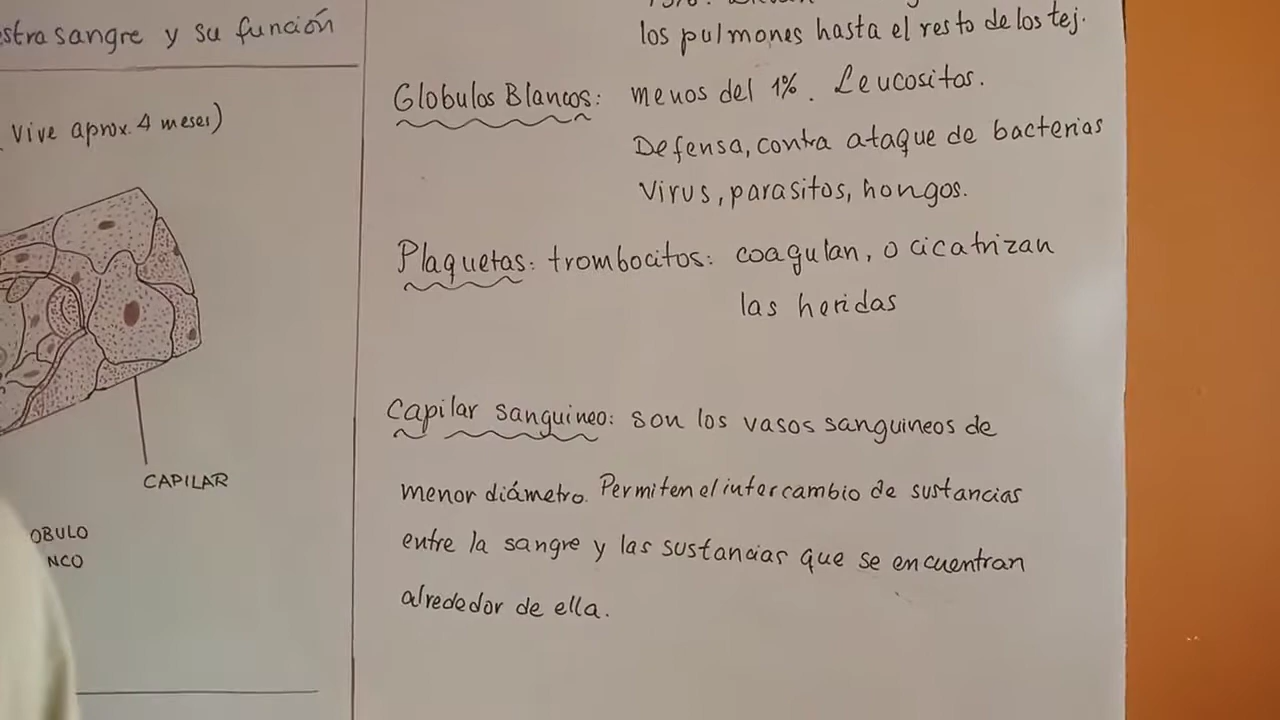 sangre y su función
Vive aprox. 4 meses)
CAPILAR
OBULO
NCO
los pulmones hasta el resto de los tej.
Globulos Blancos: menos del 1%. Leucositos.
Defensa, contra ataque de bacterias
Virus, parasitos, hongos.
Plaquetas: trombocitos: coagulan, o cicatrizan
las heridas
Capilar sanguineo: son los vasos sanguineos de
menor diámetro. Permiten el intercambio de sustancias
entre la sangre y las sustancias que se encuentran
alrededor de ella.